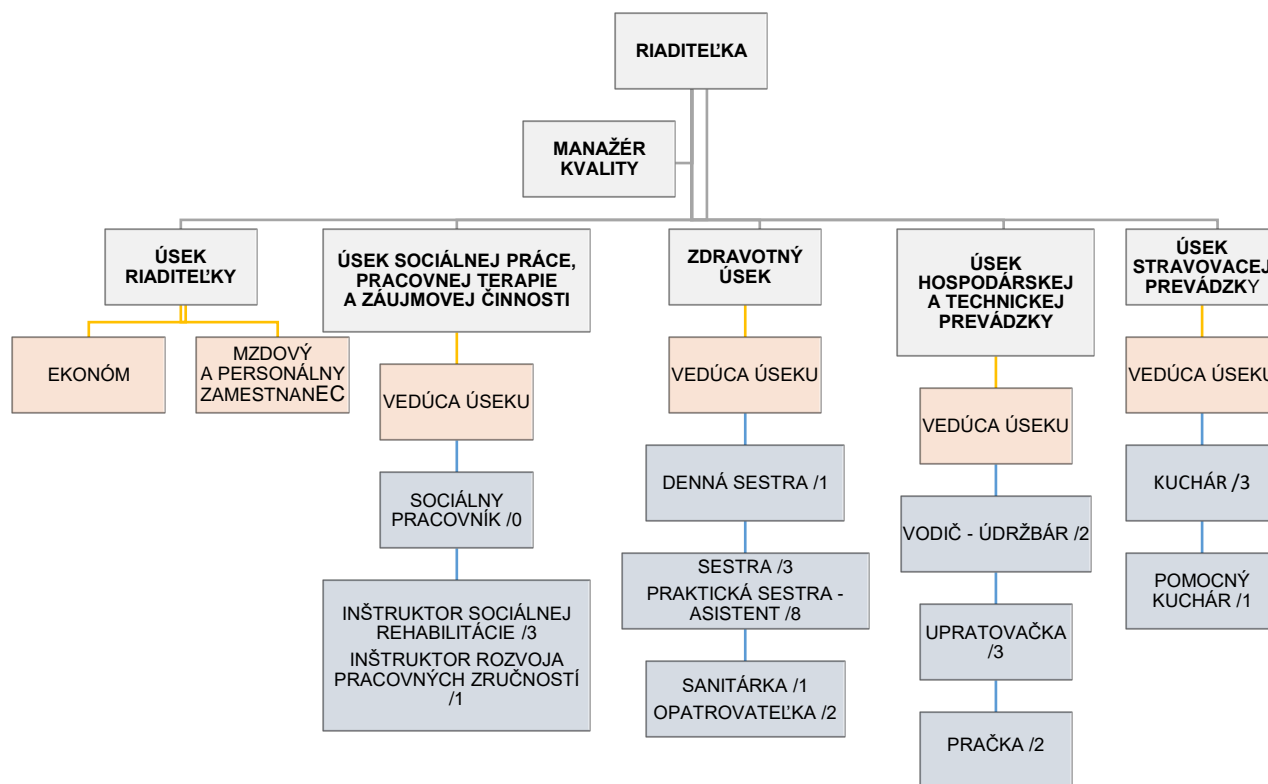 RIADITEĽKA
MANAŽÉR
KVALITY
ÚSEK
RIADITEĽKY
EKONÓM
MZDOVÝ
A PERSONÁLNY
ZAMESTNANEC
ÚSEK SOCIÁLNEJ PRÁCE,
PRACOVNEJ TERAPIE
A ZÁUJMOVEJ ČINNOSTI
VEDÚCA ÚSEKU
SOCIÁLNY
PRACOVNÍK /0
INŠTRUKTOR SOCIÁLNEJ
REHABILITÁCIE /3
INŠTRUKTOR ROZVOJA
PRACOVNÝCH ZRUČNOSTÍ
/1
ZDRAVOTNÝ
ÚSEK
VEDÚCA ÚSEKU
DENNÁ SESTRA /1
SESTRA /3
PRAKTICKÁ SESTRA -
ASISTENT /8
SANITÁRKA /1
OPATROVATEĽKA /2
ÚSEK
HOSPODÁRSKEJ
A TECHNICKEJ
PREVÁDZKY
VEDÚCA ÚSEKU
VODIČ - ÚDRŽBÁR /2
UPRATOVAČKA
/3
PRAČKA /2
ÚSEK
STRAVOVACEJ
PREVÁDZKY
VEDÚCA ÚSEKU
KUCHÁR /3
POMOCNÝ
KUCHÁR /1